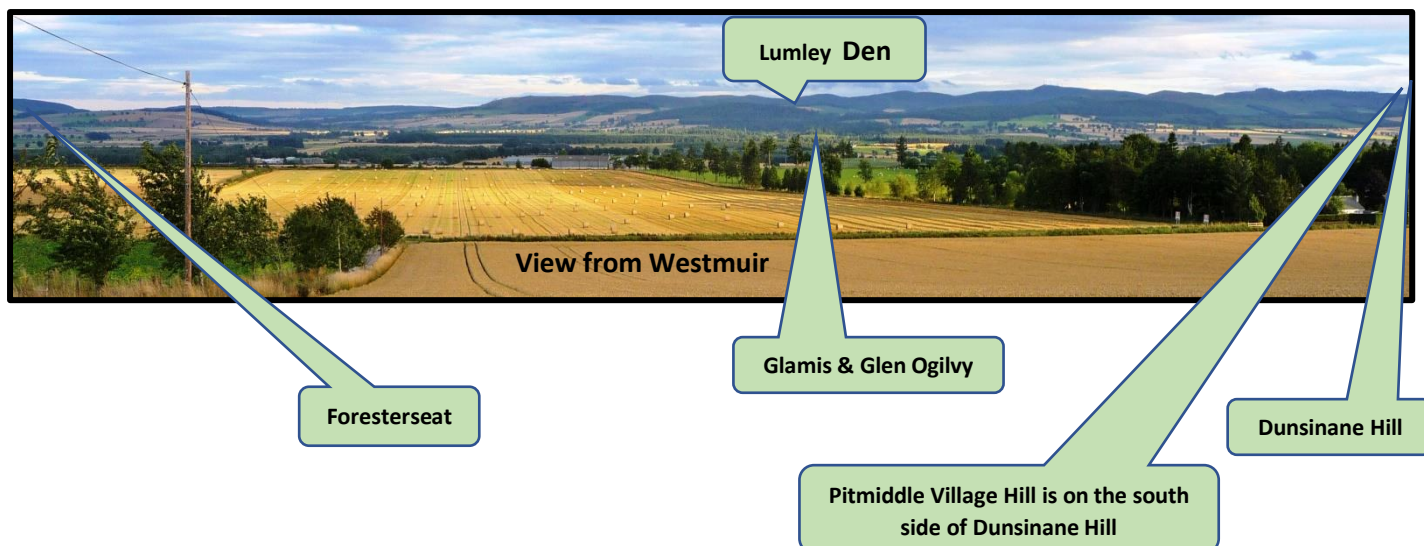 Lumley Den
View from Westmuir
Glamis & Glen Ogilvy
Foresterseat
Dunsinane Hill
Pitmiddle Village Hill is on the south
side of Dunsinane Hill